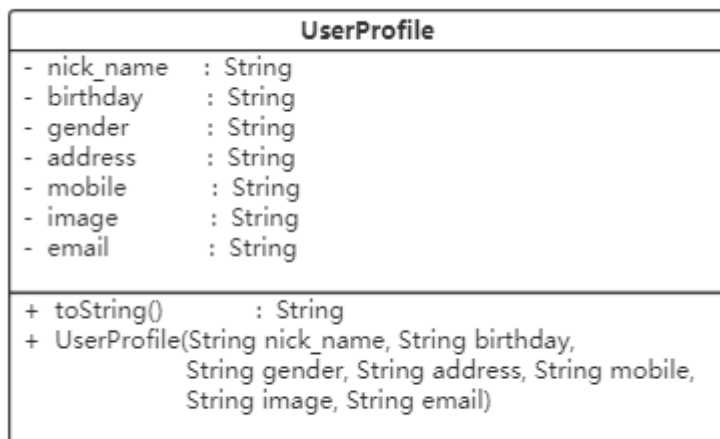 UserProfile
- nick_name : String
- birthday : String
- gender : String
- address : String
- mobile : String
- image : String
- email : String
+ toString() : String
+ UserProfile(String nick_name, String birthday,
String gender, String address, String mobile,
String image, String email)